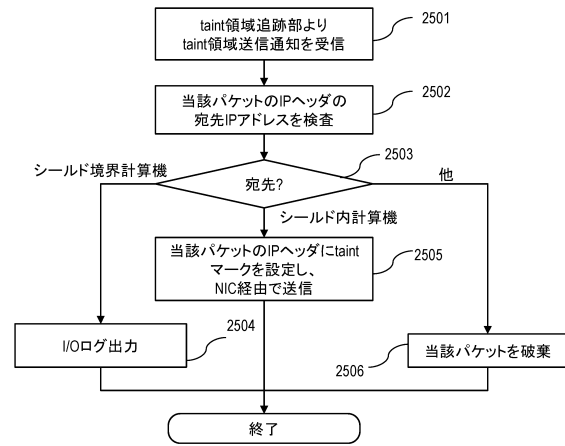 taint領域追跡部より
taint領域送信通知を受信
2501
当該パケットのIPヘッダの
宛先IPアドレスを検査
2502
2503
宛先?
シールド境界計算機
他
シールド内計算機
当該パケットのIPヘッダにtaint
マークを設定し、
NIC経由で送信
2505
I/Oログ出力
2504
当該パケットを破棄
2506
終了